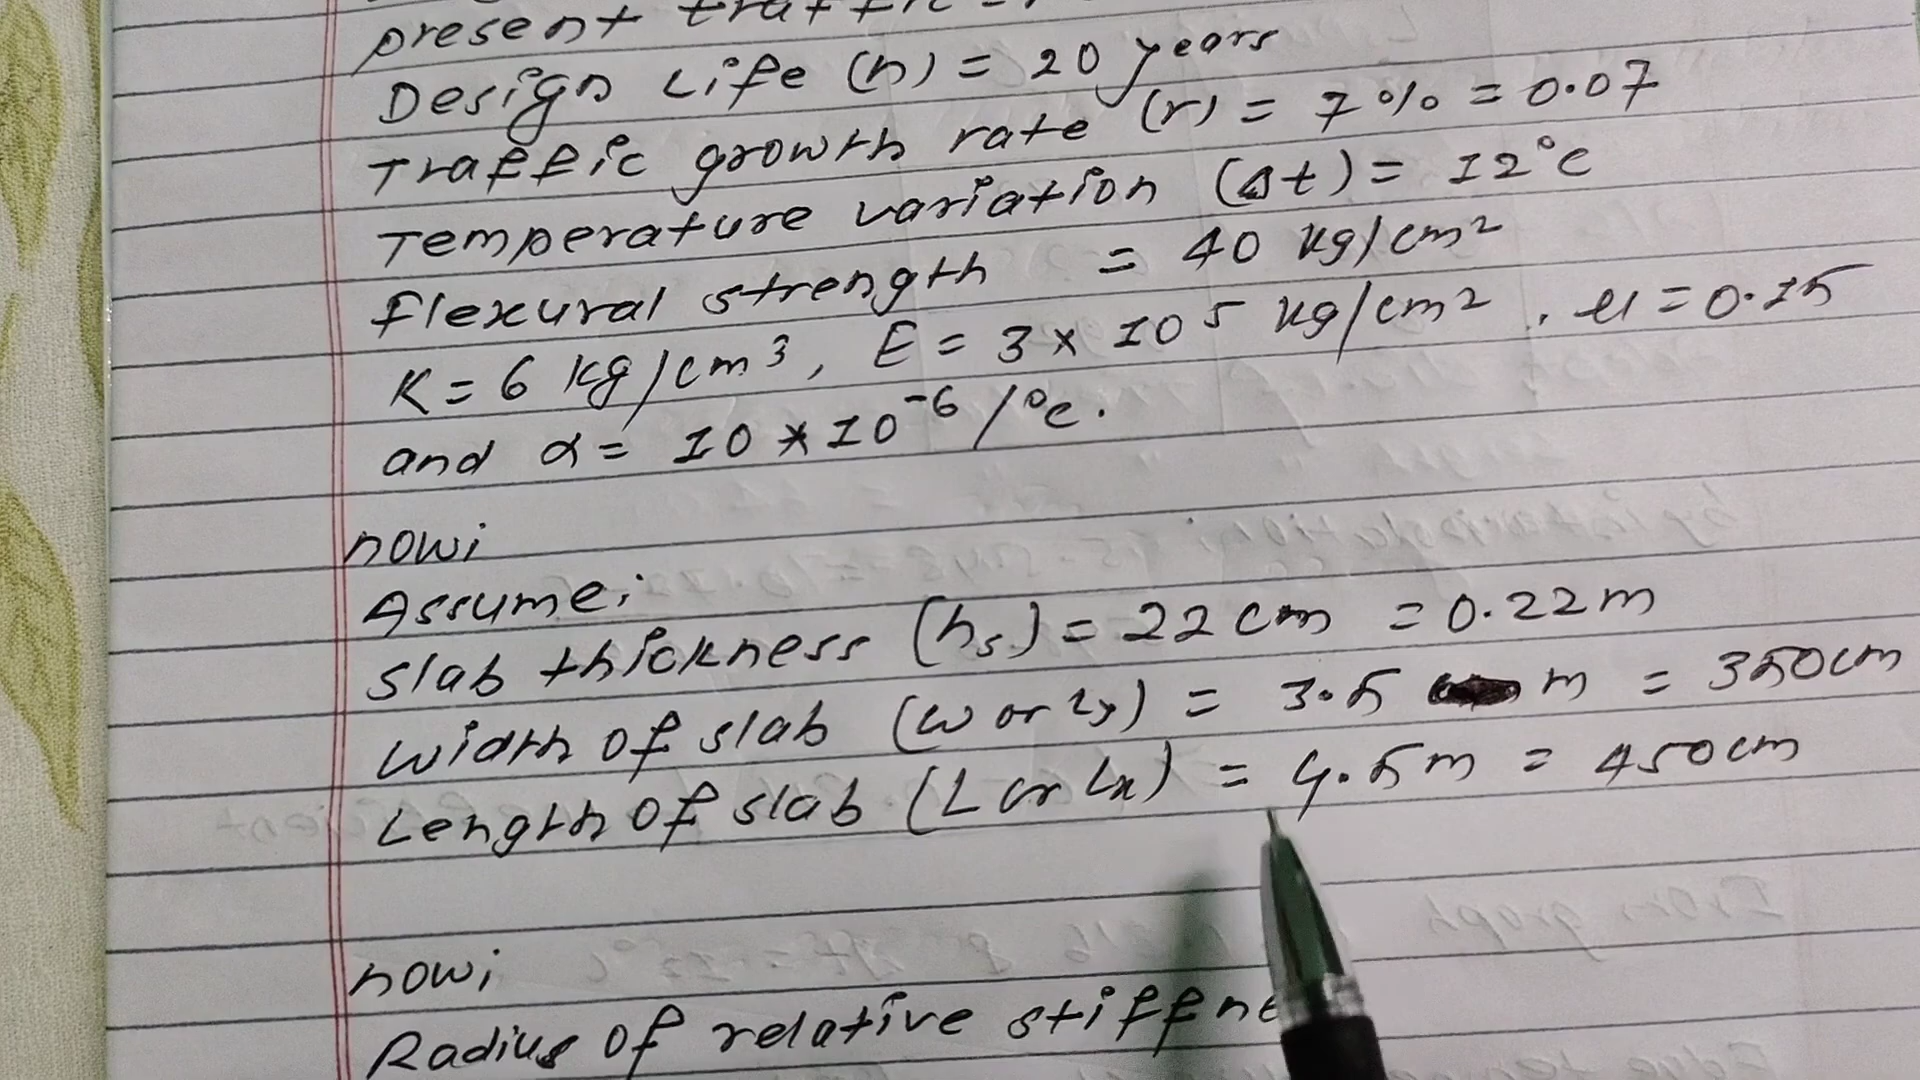 present traffic =
Design Life (n) = 20 years
Traffic growth rate (r) = 7% = 0.07
Temperature variation (Δt) = 12°C
flexural strength = 40 kg/cm²
K = 6 kg/cm³, E = 3 × 10⁵ kg/cm², μ = 0.15
and α = 10 * 10⁻⁶ /°c.
now;
Assume;
Slab thickness (hs) = 22 cm = 0.22m
Width of slab (W or Ly) = 3.5 m = 350cm
Length of slab (L or Lx) = 4.5m = 450cm
now;
Radius of relative stiffne